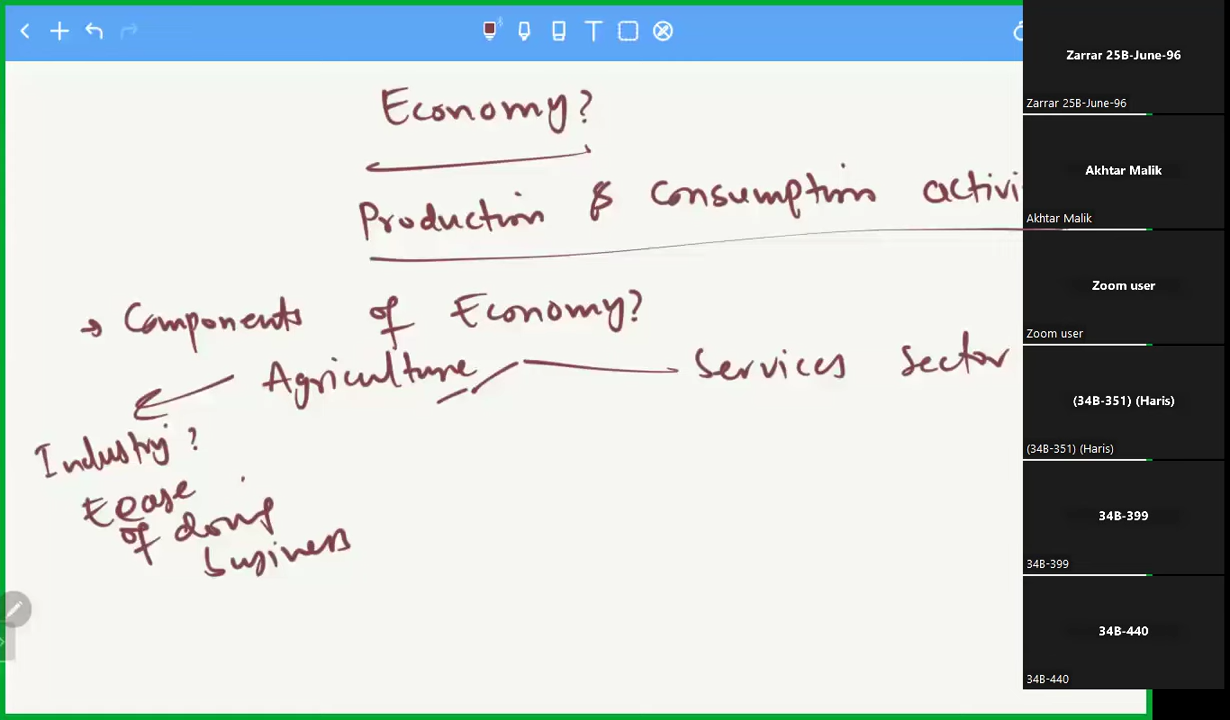 Economy?
Production & Consumption activi
→ Components of Economy?
Agriculture
Services Sector
Industry?
Eease
of doing
business
Zarrar 25B-June-96
Zarrar 25B-June-96
Akhtar Malik
Akhtar Malik
Zoom user
Zoom user
(34B-351) (Haris)
(34B-351) (Haris)
34B-399
34B-399
34B-440
34B-440